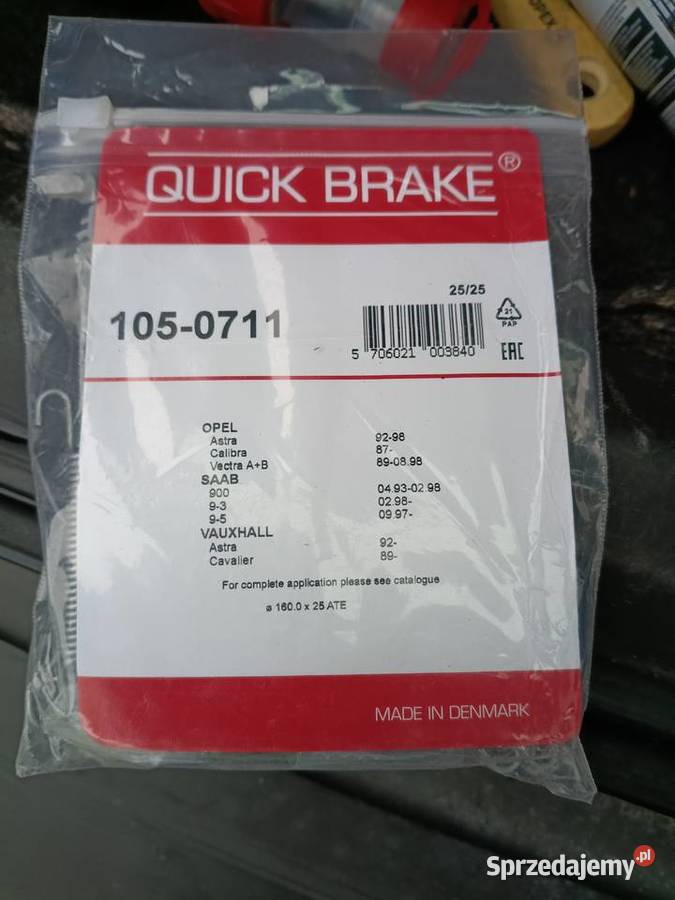 OPEX
QUICK BRAKE®
25/25
105-0711
5 706021 003840
21
PAP
EAC
OPEL
Astra 92-98
Calibra 87-
Vectra A+B 89-08.98
SAAB
900 04.93-02.98
9-3 02.98-
9-5 09.97-
VAUXHALL
Astra 92-
Cavalier 89-
For complete application please see catalogue
ø 160.0 x 25 ATE
MADE IN DENMARK
Sprzedajemy.pl